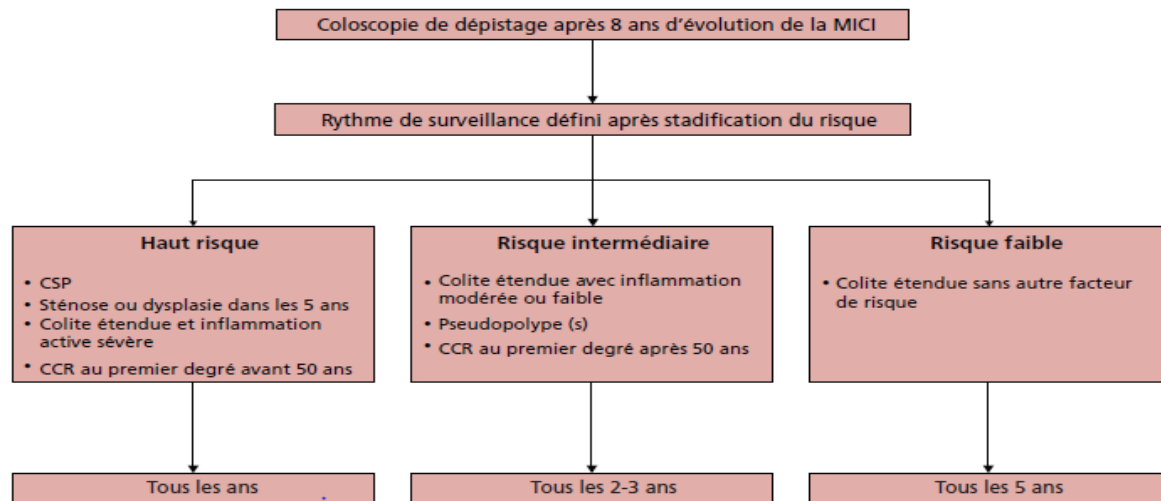 Coloscopie de dépistage après 8 ans d'évolution de la MICI
Rythme de surveillance défini après stadification du risque
Haut risque
• CSP
• Sténose ou dysplasie dans les 5 ans
• Colite étendue et inflammation
active sévère
• CCR au premier degré avant 50 ans
Tous les ans
Risque intermédiaire
• Colite étendue avec inflammation
modérée ou faible
• Pseudopolype (s)
• CCR au premier degré après 50 ans
Tous les 2-3 ans
Risque faible
• Colite étendue sans autre facteur
de risque
Tous les 5 ans